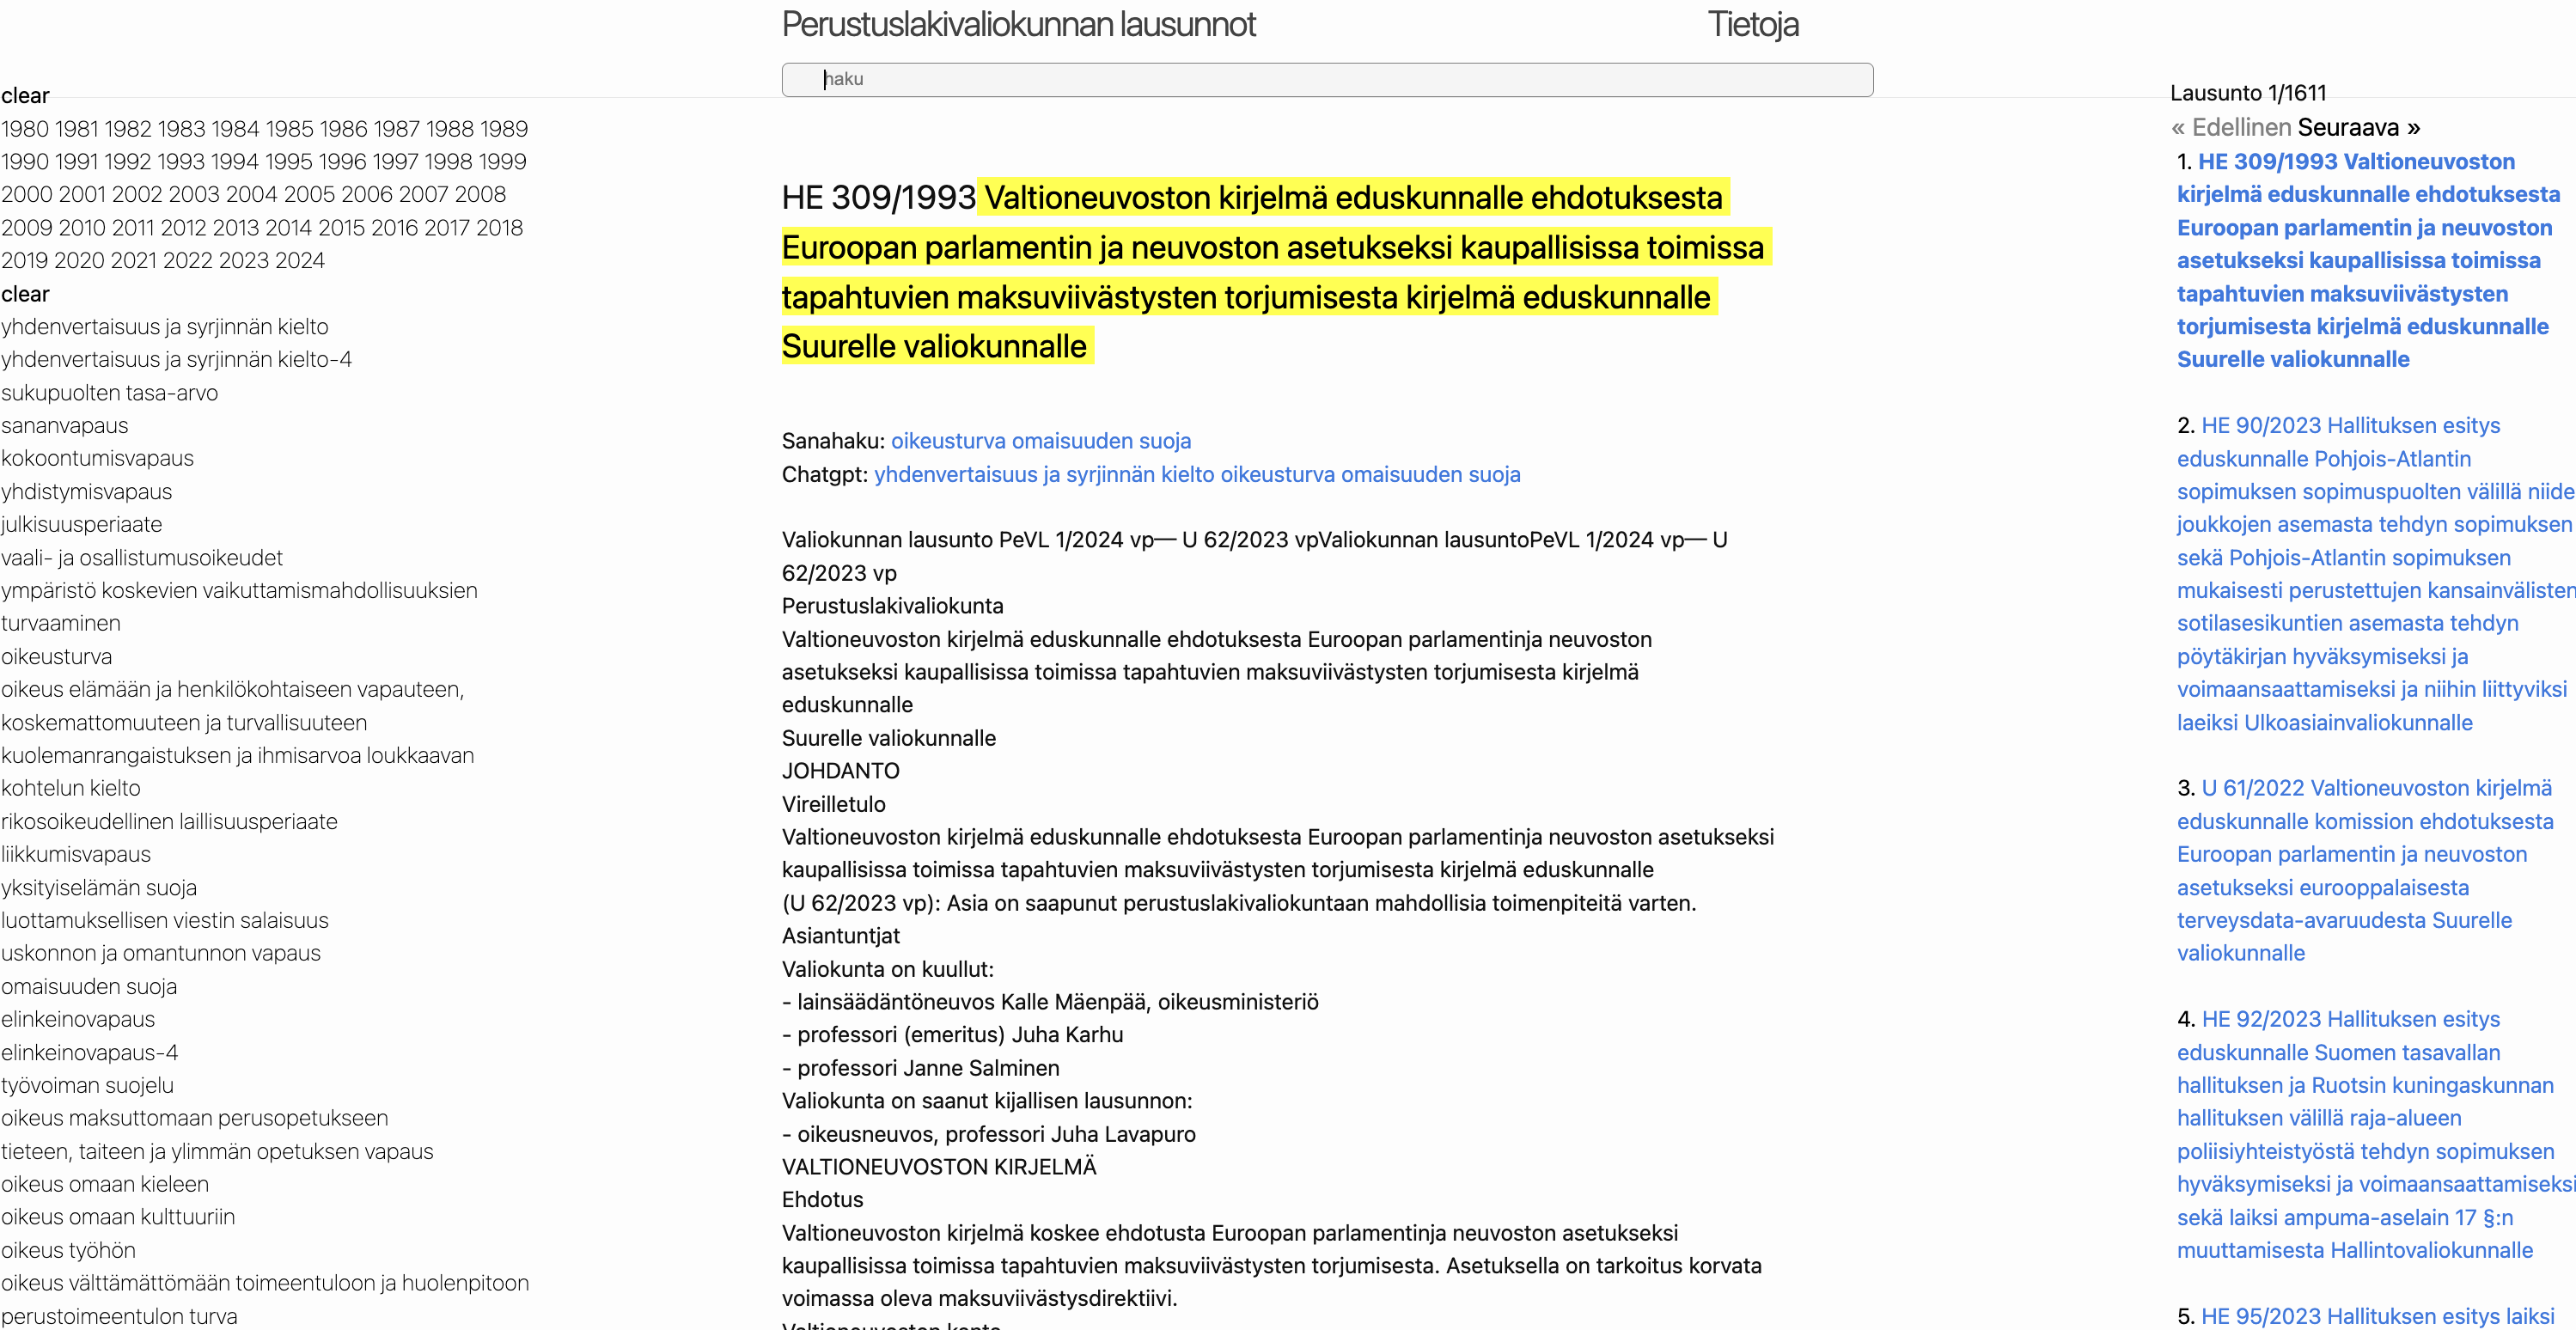 Perustuslakivaliokunnan lausunnot
Tietoja
haku
clear
1980 1981 1982 1983 1984 1985 1986 1987 1988 1989
1990 1991 1992 1993 1994 1995 1996 1997 1998 1999
2000 2001 2002 2003 2004 2005 2006 2007 2008
2009 2010 2011 2012 2013 2014 2015 2016 2017 2018
2019 2020 2021 2022 2023 2024
clear
yhdenvertaisuus ja syrjinnän kielto
yhdenvertaisuus ja syrjinnän kielto-4
sukupuolten tasa-arvo
sananvapaus
kokoontumisvapaus
yhdistymisvapaus
julkisuusperiaate
vaali- ja osallistumusoikeudet
ympäristö koskevien vaikuttamismahdollisuuksien
turvaaminen
oikeusturva
oikeus elämään ja henkilökohtaiseen vapauteen,
koskemattomuuteen ja turvallisuuteen
kuolemanrangaistuksen ja ihmisarvoa loukkaavan
kohtelun kielto
rikosoikeudellinen laillisuusperiaate
liikkumisvapaus
yksityiselämän suoja
luottamuksellisen viestin salaisuus
uskonnon ja omantunnon vapaus
omaisuuden suoja
elinkeinovapaus
elinkeinovapaus-4
työvoiman suojelu
oikeus maksuttomaan perusopetukseen
tieteen, taiteen ja ylimmän opetuksen vapaus
oikeus omaan kieleen
oikeus omaan kulttuuriin
oikeus työhön
oikeus välttämättömään toimeentuloon ja huolenpitoon
perustoimeentulon turva
HE 309/1993 Valtioneuvoston kirjelmä eduskunnalle ehdotuksesta
Euroopan parlamentin ja neuvoston asetukseksi kaupallisissa toimissa
tapahtuvien maksuviivästysten torjumisesta kirjelmä eduskunnalle
Suurelle valiokunnalle
Sanahaku: oikeusturva omaisuuden suoja
Chatgpt: yhdenvertaisuus ja syrjinnän kielto oikeusturva omaisuuden suoja
Valiokunnan lausunto PeVL 1/2024 vp— U 62/2023 vpValiokunnan lausuntoPeVL 1/2024 vp— U
62/2023 vp
Perustuslakivaliokunta
Valtioneuvoston kirjelmä eduskunnalle ehdotuksesta Euroopan parlamentinja neuvoston
asetukseksi kaupallisissa toimissa tapahtuvien maksuviivästysten torjumisesta kirjelmä
eduskunnalle
Suurelle valiokunnalle
JOHDANTO
Vireilletulo
Valtioneuvoston kirjelmä eduskunnalle ehdotuksesta Euroopan parlamentinja neuvoston asetukseksi
kaupallisissa toimissa tapahtuvien maksuviivästysten torjumisesta kirjelmä eduskunnalle
(U 62/2023 vp): Asia on saapunut perustuslakivaliokuntaan mahdollisia toimenpiteitä varten.
Asiantuntjat
Valiokunta on kuullut:
- lainsäädäntöneuvos Kalle Mäenpää, oikeusministeriö
- professori (emeritus) Juha Karhu
- professori Janne Salminen
Valiokunta on saanut kijallisen lausunnon:
- oikeusneuvos, professori Juha Lavapuro
VALTIONEUVOSTON KIRJELMÄ
Ehdotus
Valtioneuvoston kirjelmä koskee ehdotusta Euroopan parlamentinja neuvoston asetukseksi
kaupallisissa toimissa tapahtuvien maksuviivästysten torjumisesta. Asetuksella on tarkoitus korvata
voimassa oleva maksuviivästysdirektiivi.
Valtioneuvoston kanta
Lausunto 1/1611
« Edellinen Seuraava »
1. HE 309/1993 Valtioneuvoston
kirjelmä eduskunnalle ehdotuksesta
Euroopan parlamentin ja neuvoston
asetukseksi kaupallisissa toimissa
tapahtuvien maksuviivästysten
torjumisesta kirjelmä eduskunnalle
Suurelle valiokunnalle
2. HE 90/2023 Hallituksen esitys
eduskunnalle Pohjois-Atlantin
sopimuksen sopimuspuolten välillä niide
joukkojen asemasta tehdyn sopimuksen
sekä Pohjois-Atlantin sopimuksen
mukaisesti perustettujen kansainvälisten
sotilasesikuntien asemasta tehdyn
pöytäkirjan hyväksymiseksi ja
voimaansaattamiseksi ja niihin liittyviksi
laeiksi Ulkoasiainvaliokunnalle
3. U 61/2022 Valtioneuvoston kirjelmä
eduskunnalle komission ehdotuksesta
Euroopan parlamentin ja neuvoston
asetukseksi eurooppalaisesta
terveysdata-avaruudesta Suurelle
valiokunnalle
4. HE 92/2023 Hallituksen esitys
eduskunnalle Suomen tasavallan
hallituksen ja Ruotsin kuningaskunnan
hallituksen välillä raja-alueen
poliisiyhteistyöstä tehdyn sopimuksen
hyväksymiseksi ja voimaansaattamiseksi
sekä laiksi ampuma-aselain 17 §:n
muuttamisesta Hallintovaliokunnalle
5. HE 95/2023 Hallituksen esitys laiksi